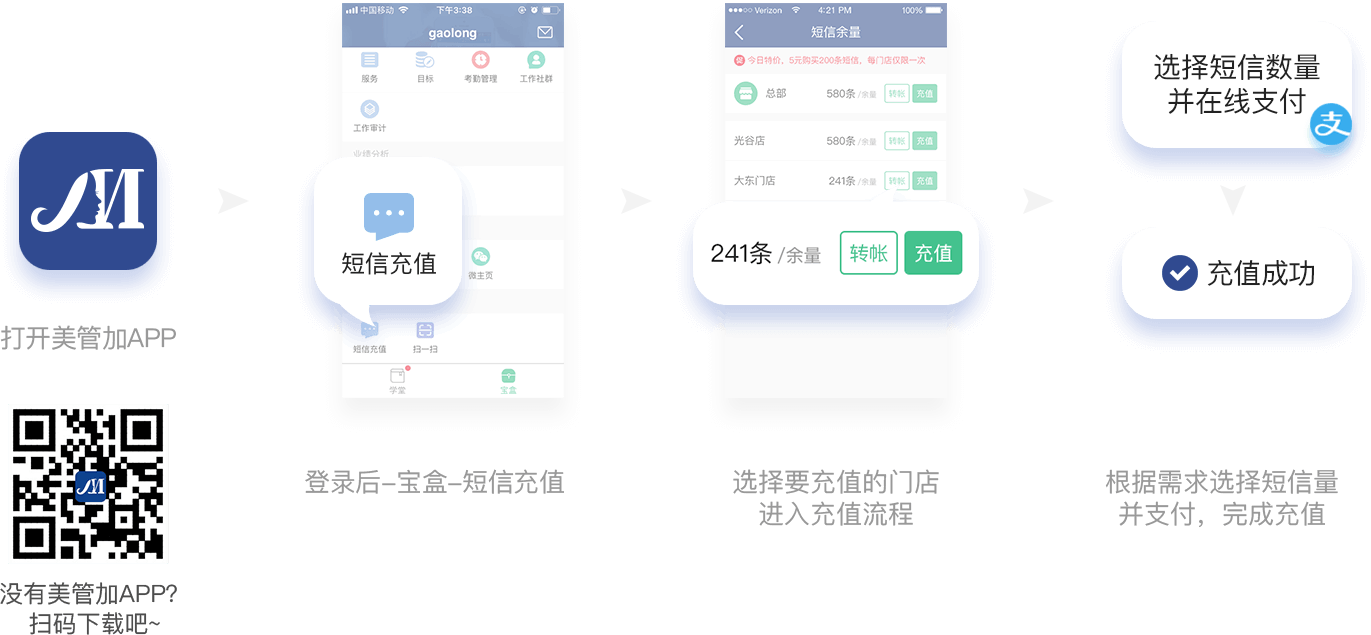 打开美管加APP
没有美管加APP?
扫码下载吧~
中国移动
下午3:38
gaolong
服务
目标
考勤管理
工作社群
工作审计
业绩分析
短信充值
微主页
短信充值
扫一扫
学堂
宝盒
登录后-宝盒-短信充值
Verizon
4:21 PM
100%
短信余量
今日特价,5元购买200条短信,每门店仅限一次
总部
580条/余量
转帐
充值
光谷店
580条/余量
转帐
充值
大东门店
241条/余量
转帐
充值
241条/余量
转帐
充值
选择要充值的门店
进入充值流程
选择短信数量
并在线支付
支
充值成功
根据需求选择短信量
并支付，完成充值